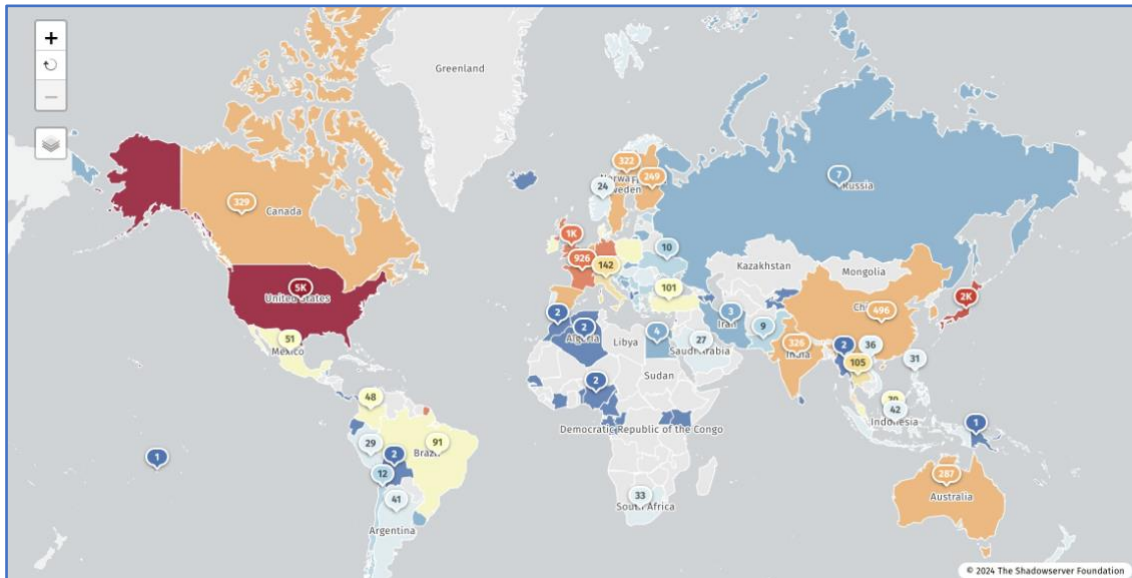 +
−
Greenland
322
Norwa
249
24
Sweden
7
Russia
329
Canada
1K
10
926
142
Kazakhstan
Mongolia
5K
United States
101
2K
Chi
496
2
3
Iran
9
2
Algeria
4
Libya
27
Saudi Arabia
326
India
2
36
105
31
51
Mexico
2
Sudan
48
42
Indonesia
Democratic Republic of the Congo
1
91
Brazil
29
2
1
12
287
Australia
33
South Africa
41
Argentina
© 2024 The Shadowserver Foundation